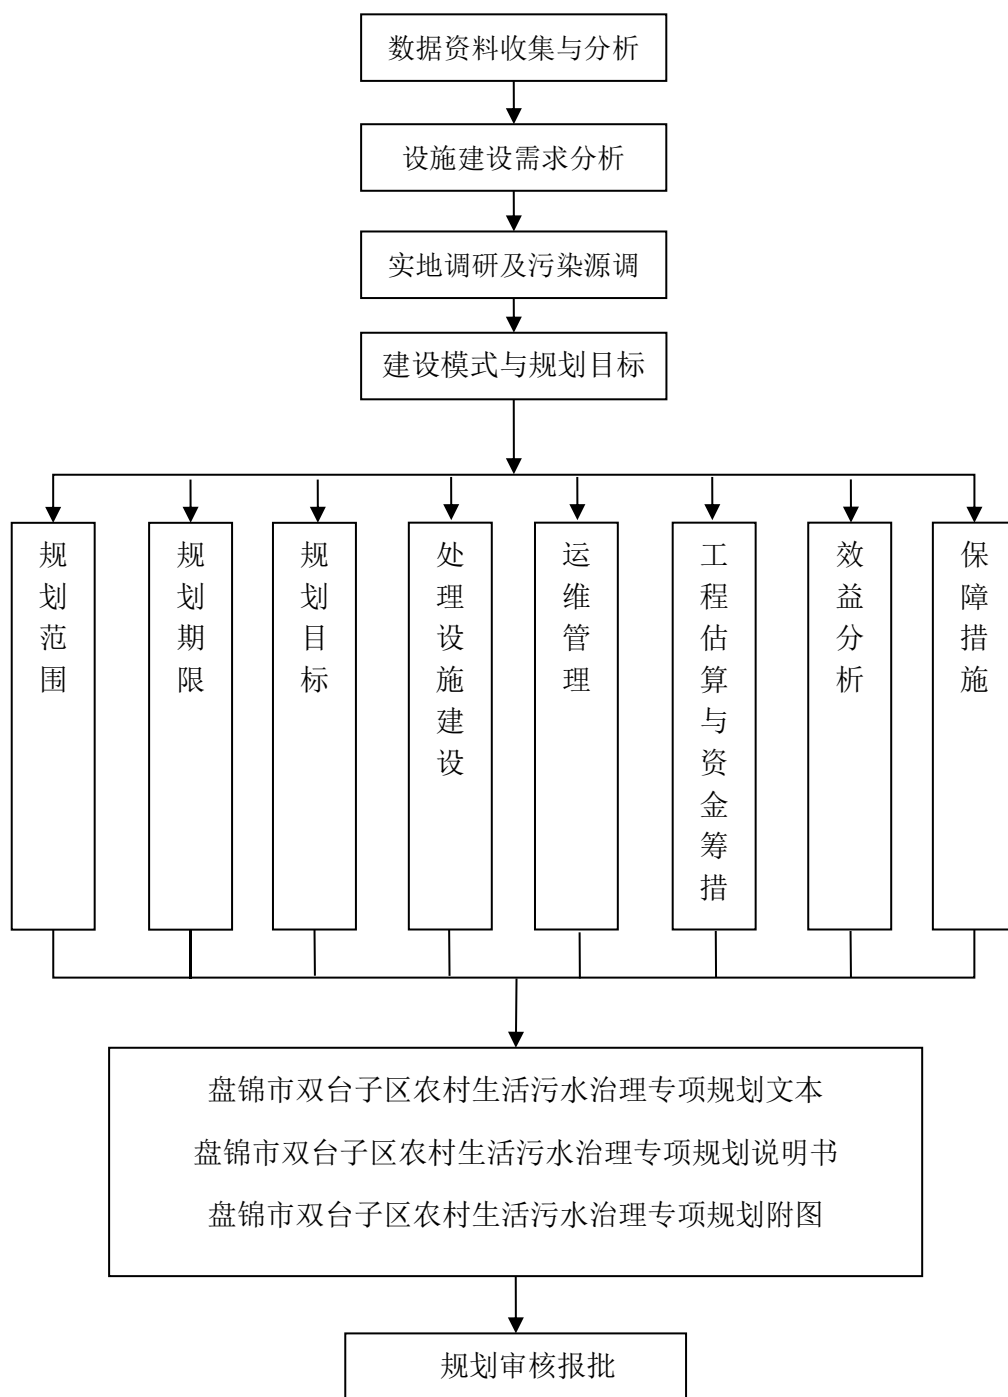 数据资料收集与分析
设施建设需求分析
实地调研及污染源调
建设模式与规划目标
规划范围
规划期限
规划目标
处理设施建设
运维管理
工程估算与资金筹措
效益分析
保障措施
盘锦市双台子区农村生活污水治理专项规划文本
盘锦市双台子区农村生活污水治理专项规划说明书
盘锦市双台子区农村生活污水治理专项规划附图
规划审核报批